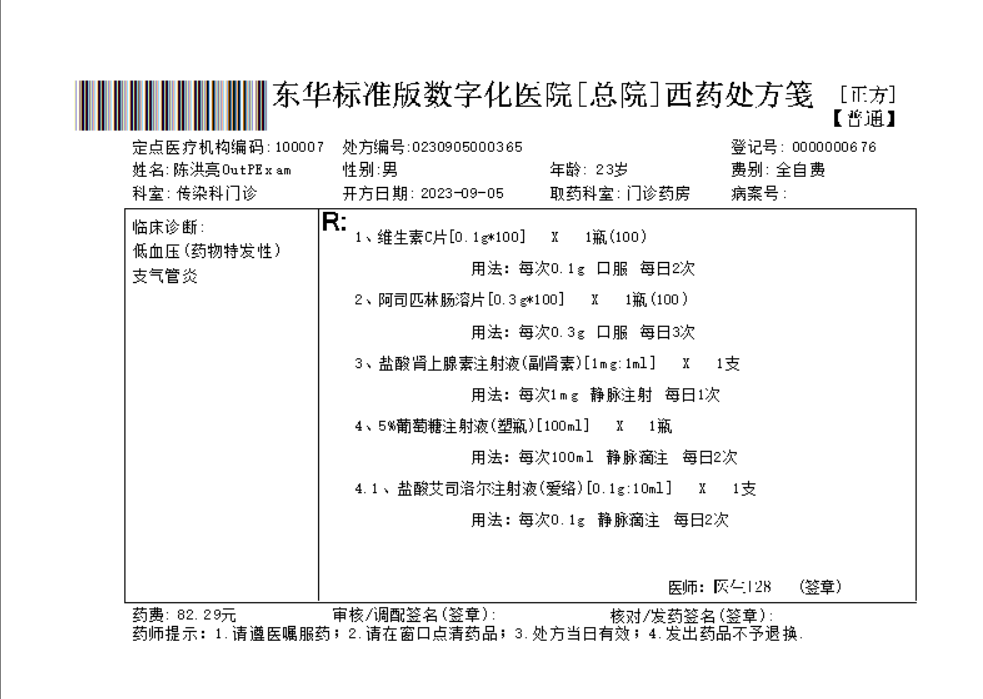 东华标准版数字化医院[总院]西药处方笺 [正方]
【普通】
定点医疗机构编码:100007 处方编号:0230905000365 登记号: 0000000676
姓名:陈洪亮OutPExam 性别:男 年龄: 23岁 费别: 全自费
科室: 传染科门诊 开方日期: 2023-09-05 取药科室: 门诊药房 病案号:
临床诊断:
低血压(药物特发性)
支气管炎
R:
1、维生素C片[0.1g*100] X 1瓶(100)
用法: 每次0.1g 口服 每日2次
2、阿司匹林肠溶片[0.3g*100] X 1瓶(100)
用法: 每次0.3g 口服 每日3次
3、盐酸肾上腺素注射液(副肾素)[1mg:1ml] X 1支
用法: 每次1mg 静脉注射 每日1次
4、5%葡萄糖注射液(塑瓶)[100ml] X 1瓶
用法: 每次100ml 静脉滴注 每日2次
4.1、盐酸艾司洛尔注射液(爱络)[0.1g:10ml] X 1支
用法: 每次0.1g 静脉滴注 每日2次
医师: 医生128 (签章)
药费: 82.29元 审核/调配签名(签章): 核对/发药签名(签章):
药师提示: 1.请遵医嘱服药; 2.请在窗口点清药品; 3.处方当日有效; 4.发出药品不予退换.